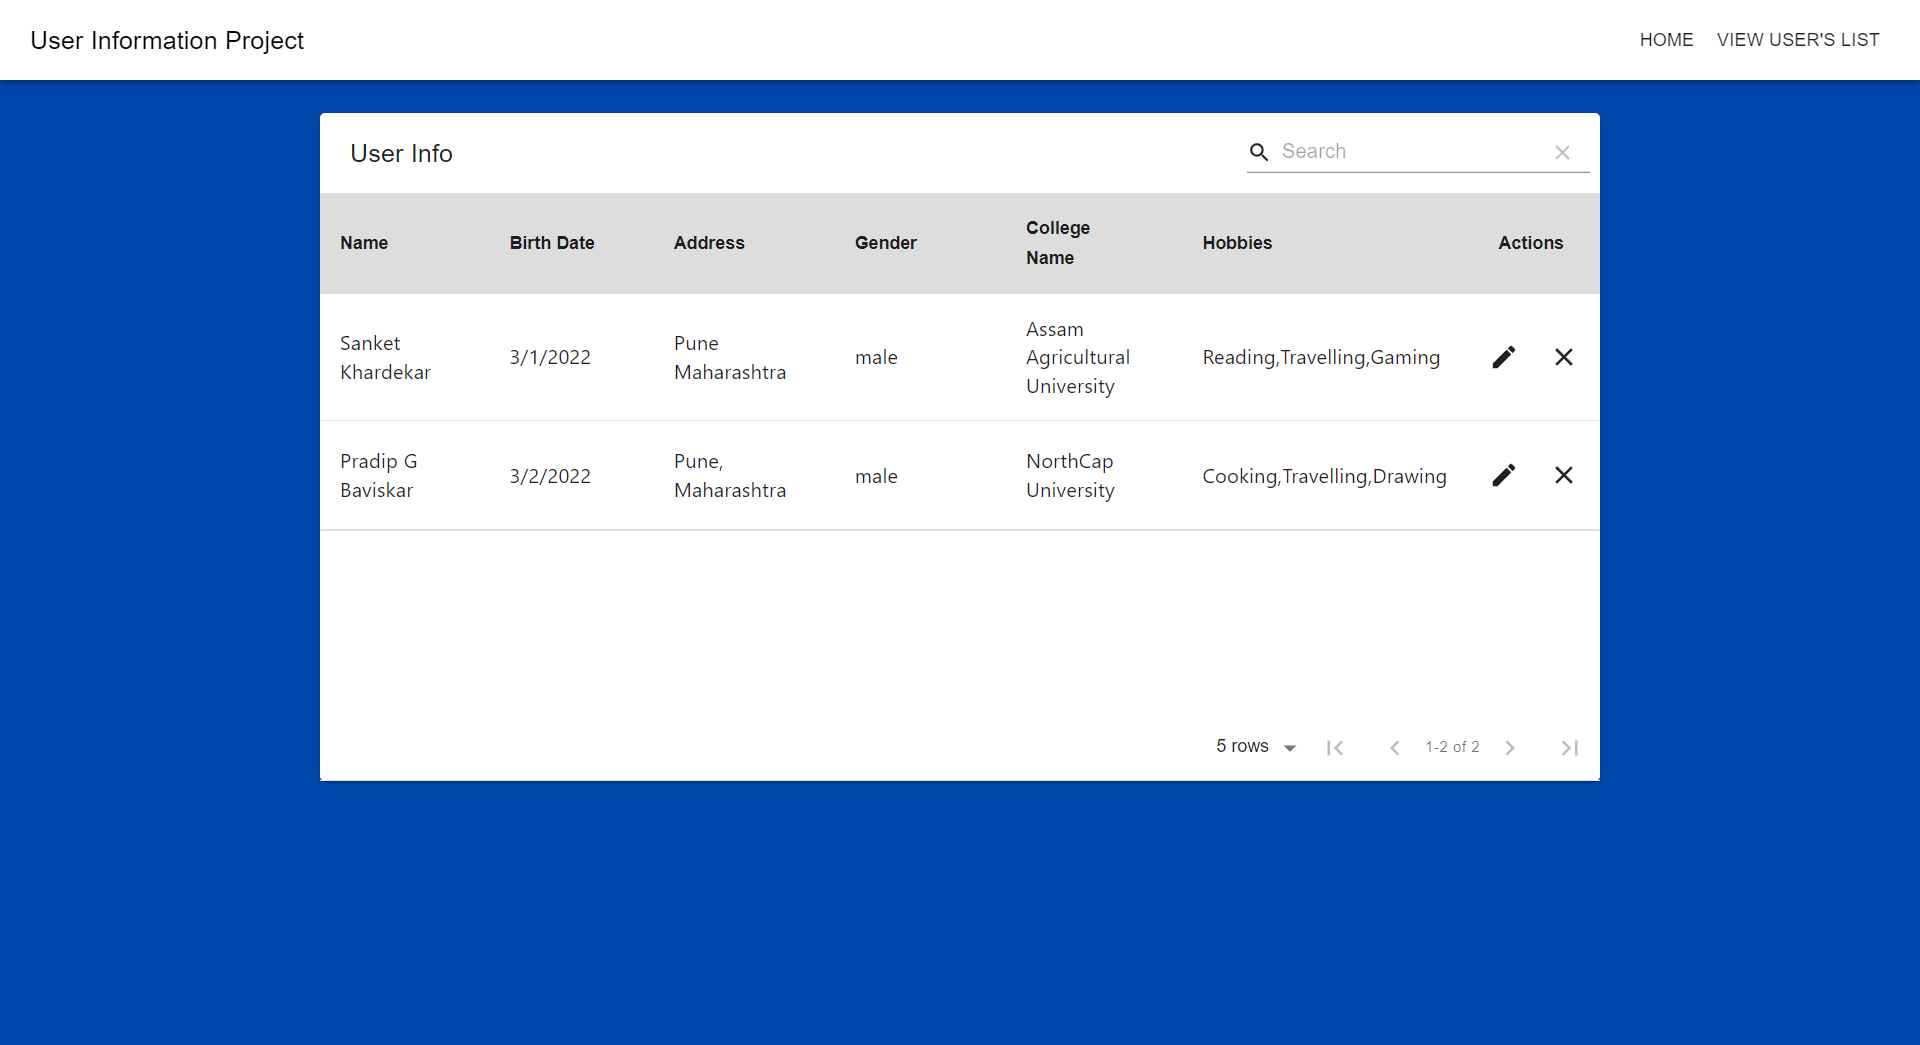 User Information Project
HOME VIEW USER'S LIST
User Info
Search
Name Birth Date Address Gender College Name Hobbies Actions
Sanket Khardekar 3/1/2022 Pune Maharashtra male Assam Agricultural University Reading,Travelling,Gaming
Pradip G Baviskar 3/2/2022 Pune, Maharashtra male NorthCap University Cooking,Travelling,Drawing
5 rows 1-2 of 2